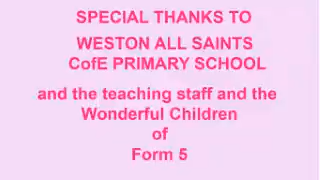 SPECIAL THANKS TO
WESTON ALL SAINTS
CofE PRIMARY SCHOOL
and the teaching staff and the
Wonderful Children
of
Form 5